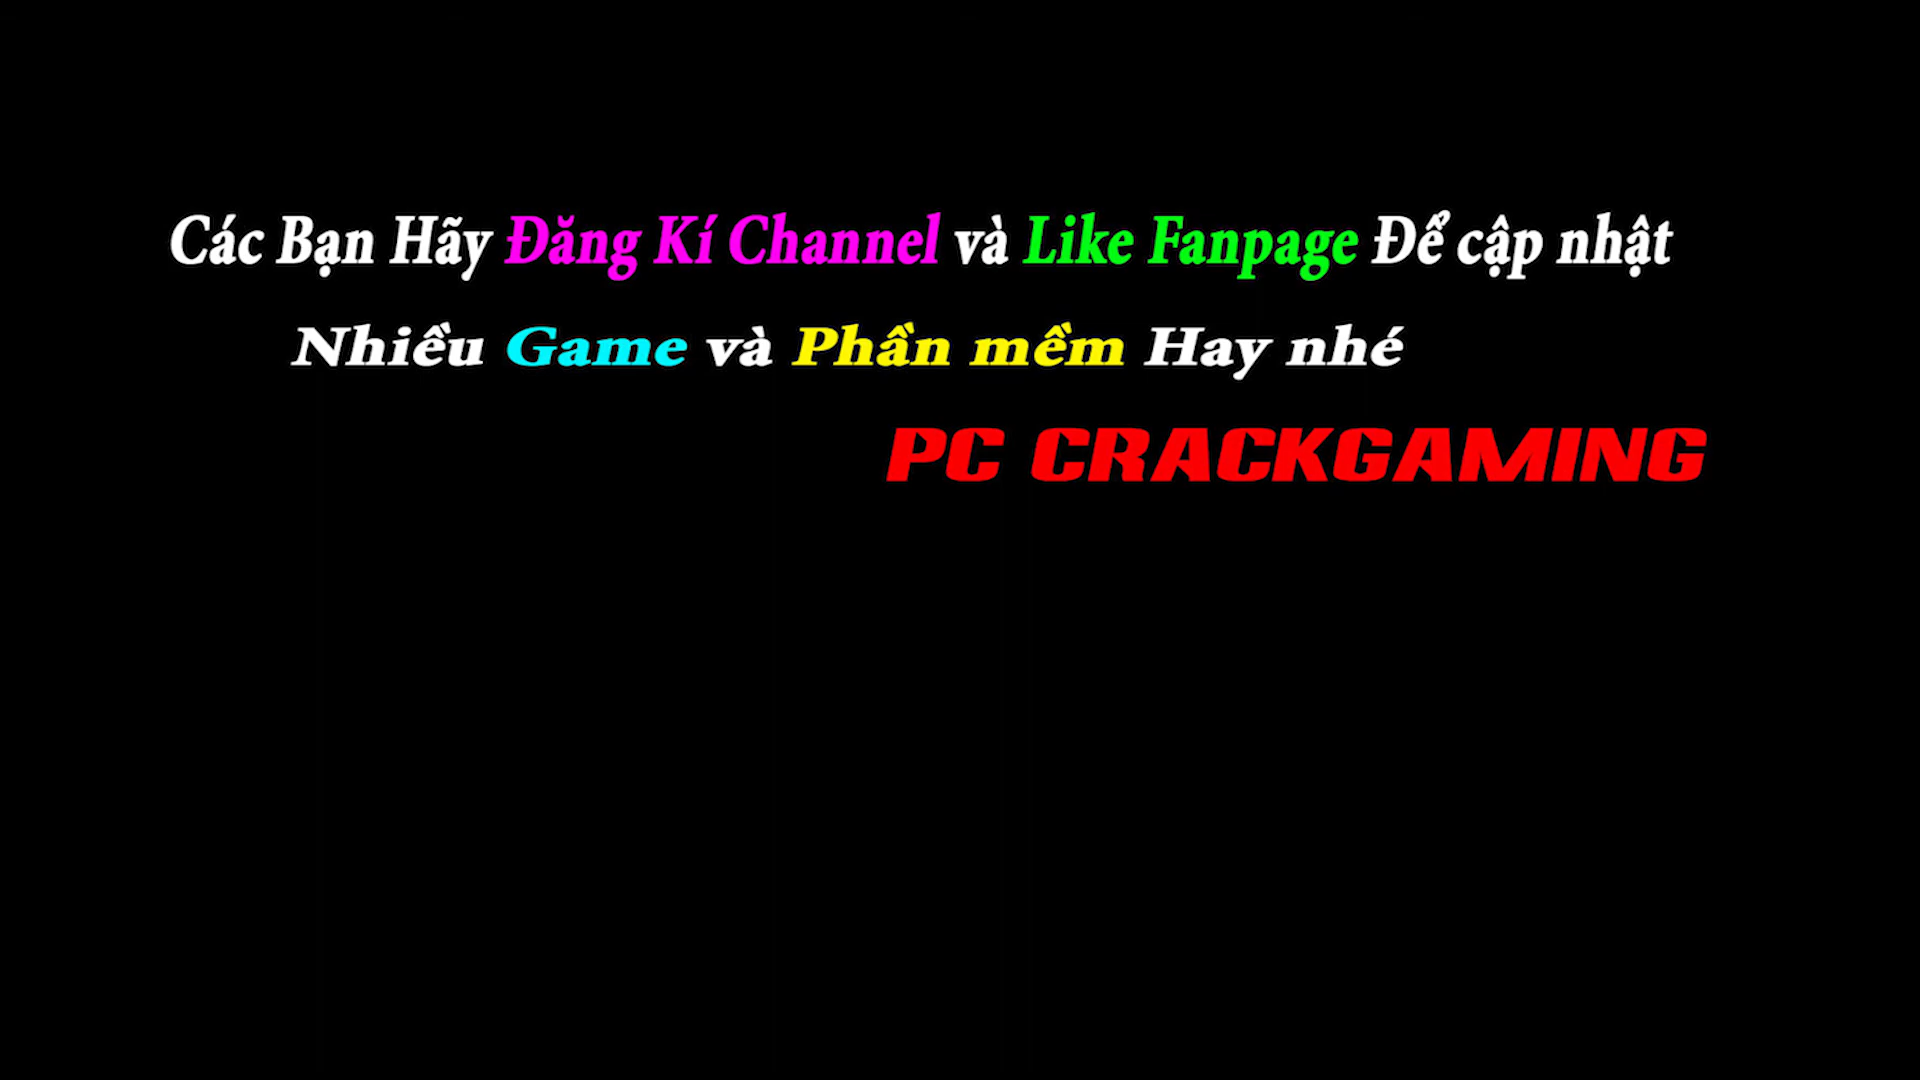 Các Bạn Hãy Đăng Kí Channel và Like Fanpage Để cập nhật
Nhiều Game và Phần mềm Hay nhé
PC CRACKGAMING